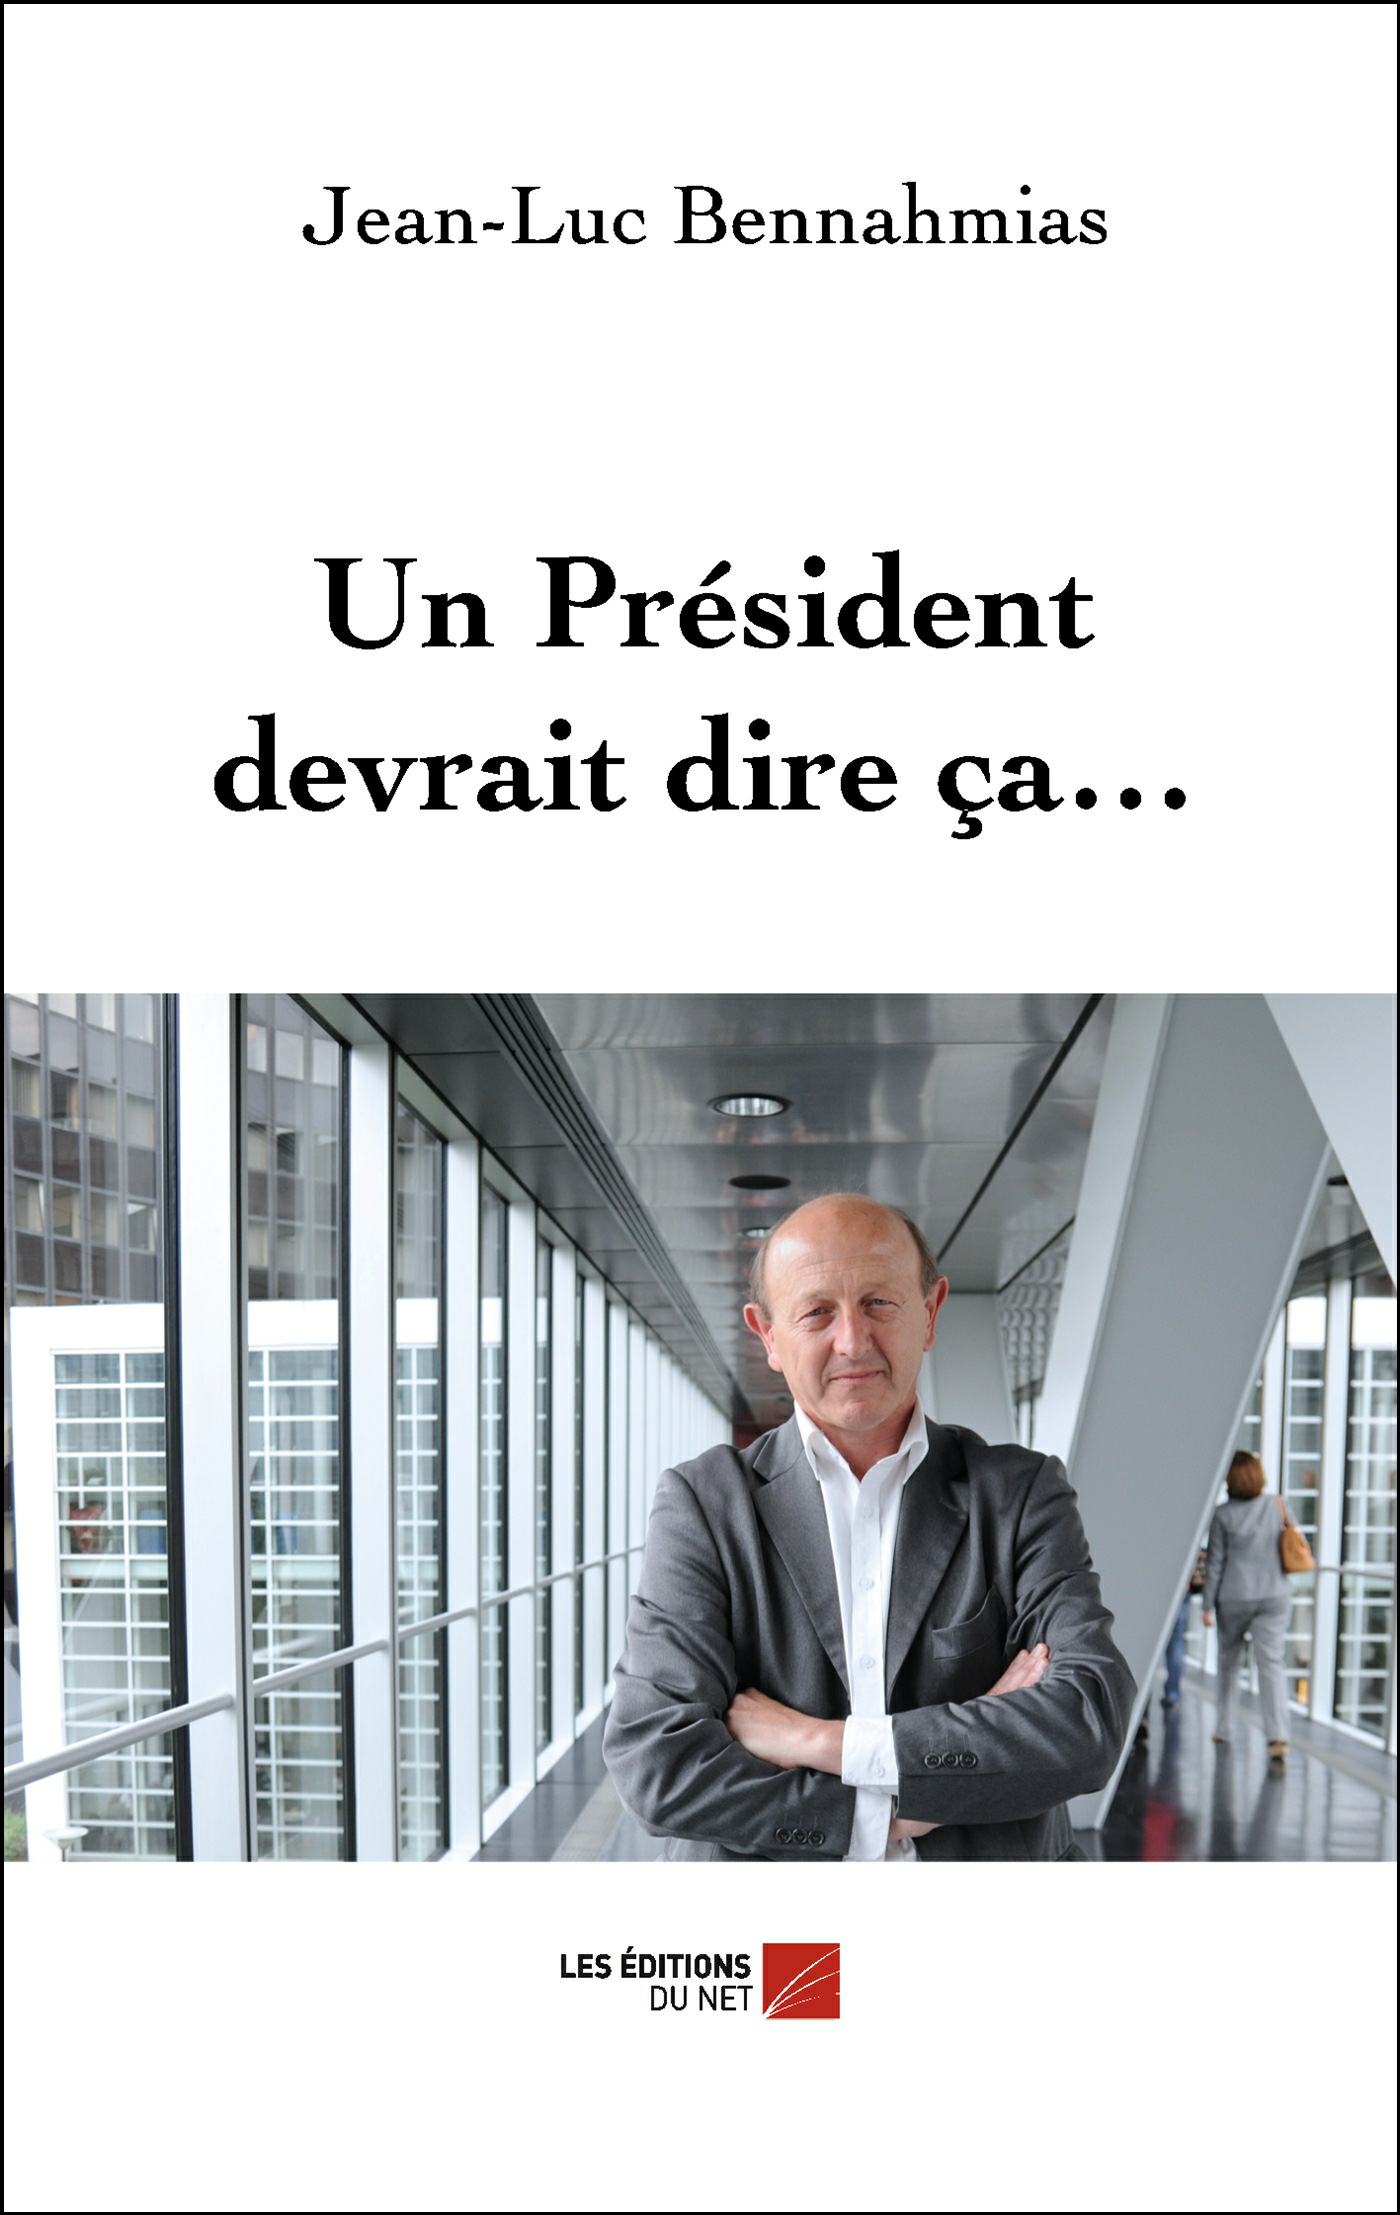 Jean-Luc Bennahmias
Un Président
devrait dire ça…
LES ÉDITIONS
DU NET